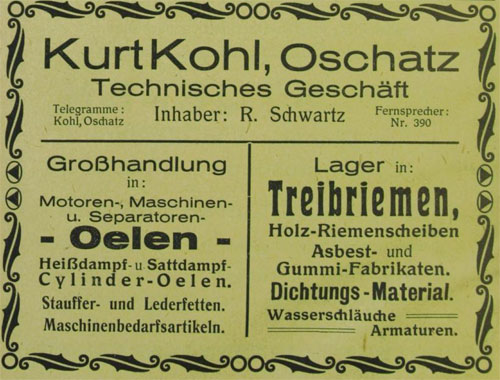 Kurt Kohl, Oschatz
Technisches Geschäft
Telegramme:
Kohl, Oschatz
Inhaber: R. Schwartz
Fernsprecher:
Nr. 390
Großhandlung
in:
Motoren-, Maschinen-
u. Separatoren-
- Oelen -
Heißdampf- u Sattdampf-
Cylinder-Oelen.
Stauffer- und Lederfetten.
Maschinenbedarfsartikeln.
Lager in:
Treibriemen,
Holz-Riemenscheiben
Asbest- und
Gummi-Fabrikaten.
Dichtungs-Material.
Wasserschläuche
Armaturen.